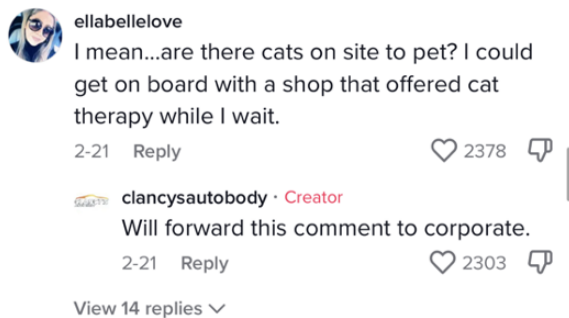 ellabellelove
I mean...are there cats on site to pet? I could
get on board with a shop that offered cat
therapy while I wait.
2-21 Reply 2378
clancysautobody · Creator
Will forward this comment to corporate.
2-21 Reply 2303
View 14 replies